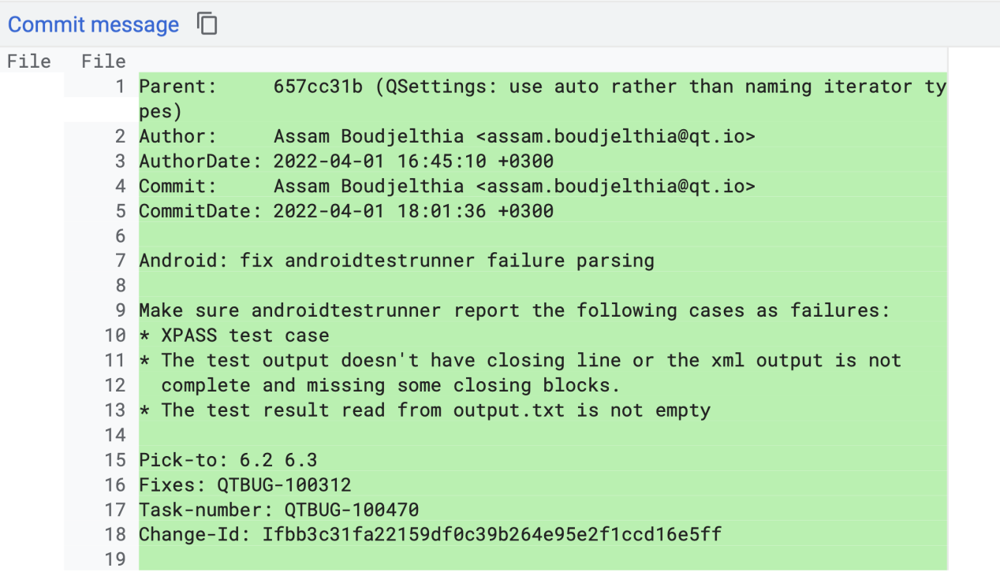 Commit message
File File
1 Parent:     657cc31b (QSettings: use auto rather than naming iterator ty
pes)
2 Author:     Assam Boudjelthia <assam.boudjelthia@qt.io>
3 AuthorDate: 2022-04-01 16:45:10 +0300
4 Commit:     Assam Boudjelthia <assam.boudjelthia@qt.io>
5 CommitDate: 2022-04-01 18:01:36 +0300
6
7 Android: fix androidtestrunner failure parsing
8
9 Make sure androidtestrunner report the following cases as failures:
10 * XPASS test case
11 * The test output doesn't have closing line or the xml output is not
12   complete and missing some closing blocks.
13 * The test result read from output.txt is not empty
14
15 Pick-to: 6.2 6.3
16 Fixes: QTBUG-100312
17 Task-number: QTBUG-100470
18 Change-Id: Ifbb3c31fa22159df0c39b264e95e2f1ccd16e5ff
19